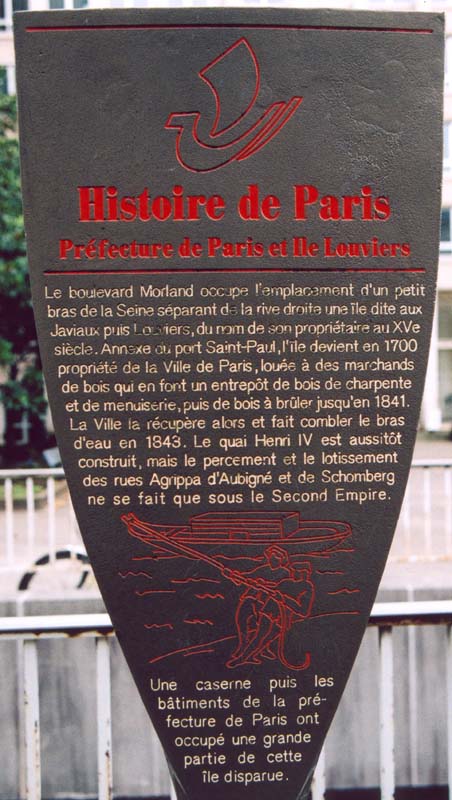 Histoire de Paris
Préfecture de Paris et Ile Louviers
Le boulevard Morland occupe l'emplacement d'un petit
bras de la Seine séparant de la rive droite une île dite aux
Javiaux puis Louviers, du nom de son propriétaire au XVe
siècle. Annexe du port Saint-Paul, l'île devient en 1700
propriété de la Ville de Paris, louée à des marchands
de bois qui en font un entrepôt de bois de charpente
et de menuiserie, puis de bois à brûler jusqu'en 1841.
La Ville la récupère alors et fait combler le bras
d'eau en 1843. Le quai Henri IV est aussitôt
construit, mais le percement et le lotissement
des rues Agrippa d'Aubigné et de Schomberg
ne se fait que sous le Second Empire.
Une caserne puis les
bâtiments de la pré-
fecture de Paris ont
occupé une grande
partie de cette
île disparue.